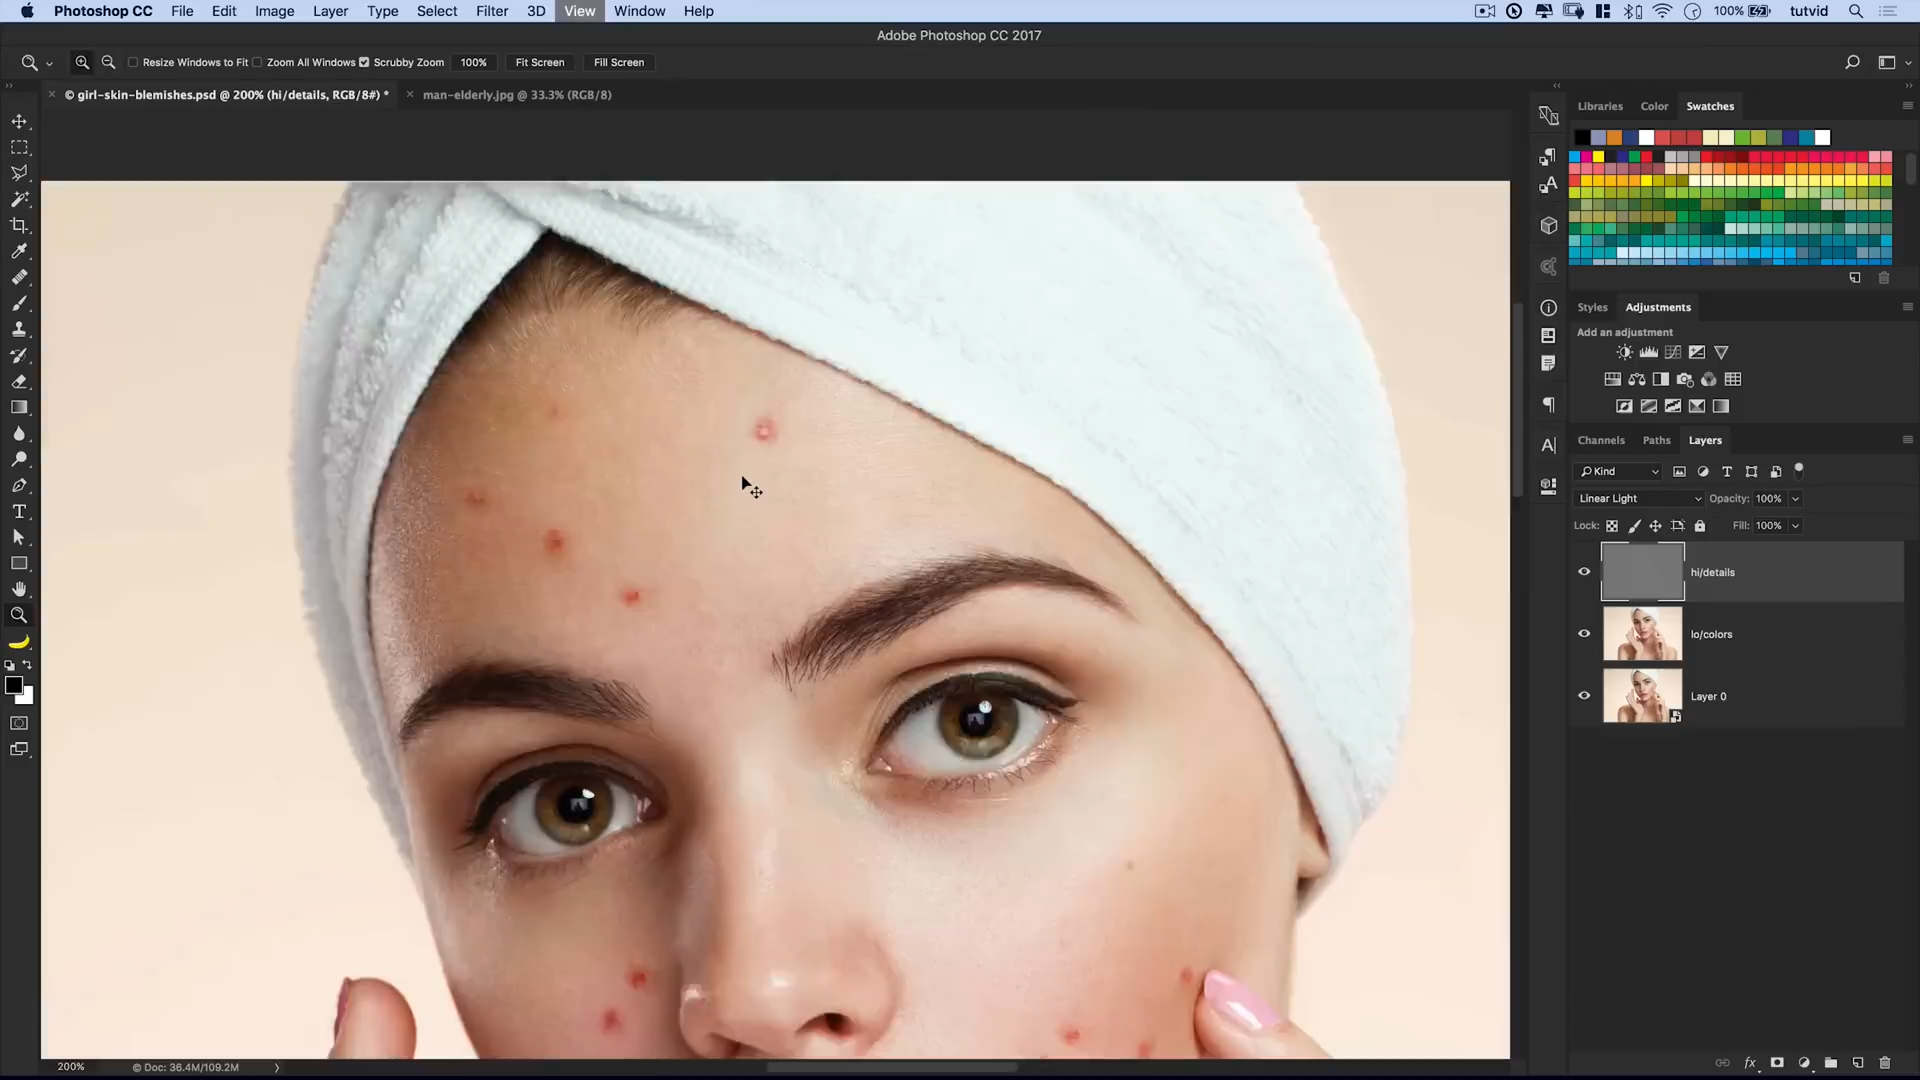 Photoshop CC File Edit Image Layer Type Select Filter 3D View Window Help 100% tutvid
Adobe Photoshop CC 2017
Resize Windows to Fit Zoom All Windows Scrubby Zoom 100% Fit Screen Fill Screen
© girl-skin-blemishes.psd @ 200% (hi/details, RGB/8#) * man-elderly.jpg @ 33.3% (RGB/8)
Libraries Color Swatches
Styles Adjustments
Add an adjustment
Channels Paths Layers
Kind
Linear Light Opacity: 100%
Lock: Fill: 100%
hi/details
lo/colors
Layer 0
200% © Doc: 36.4M/109.2M